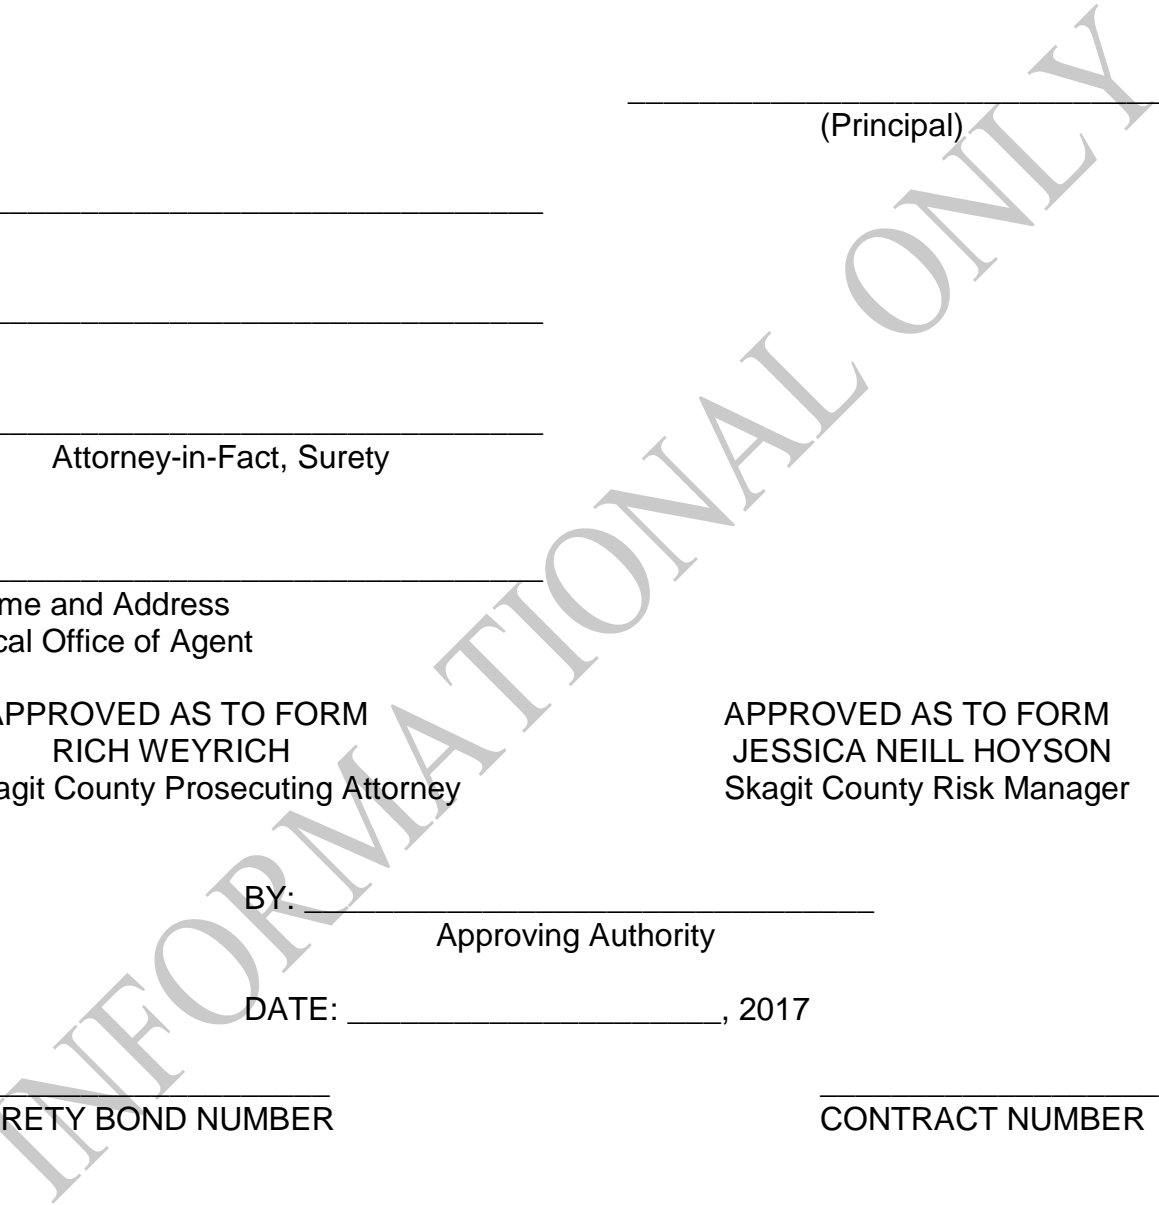 (Principal)
Attorney-in-Fact, Surety
me and Address
cal Office of Agent
APPROVED AS TO FORM
RICH WEYRICH
agit County Prosecuting Attorney
APPROVED AS TO FORM
JESSICA NEILL HOYSON
Skagit County Risk Manager
BY: ________________________________
Approving Authority
DATE: _____________________, 2017
RETY BOND NUMBER
CONTRACT NUMBER
INFORMATIONAL ONLY